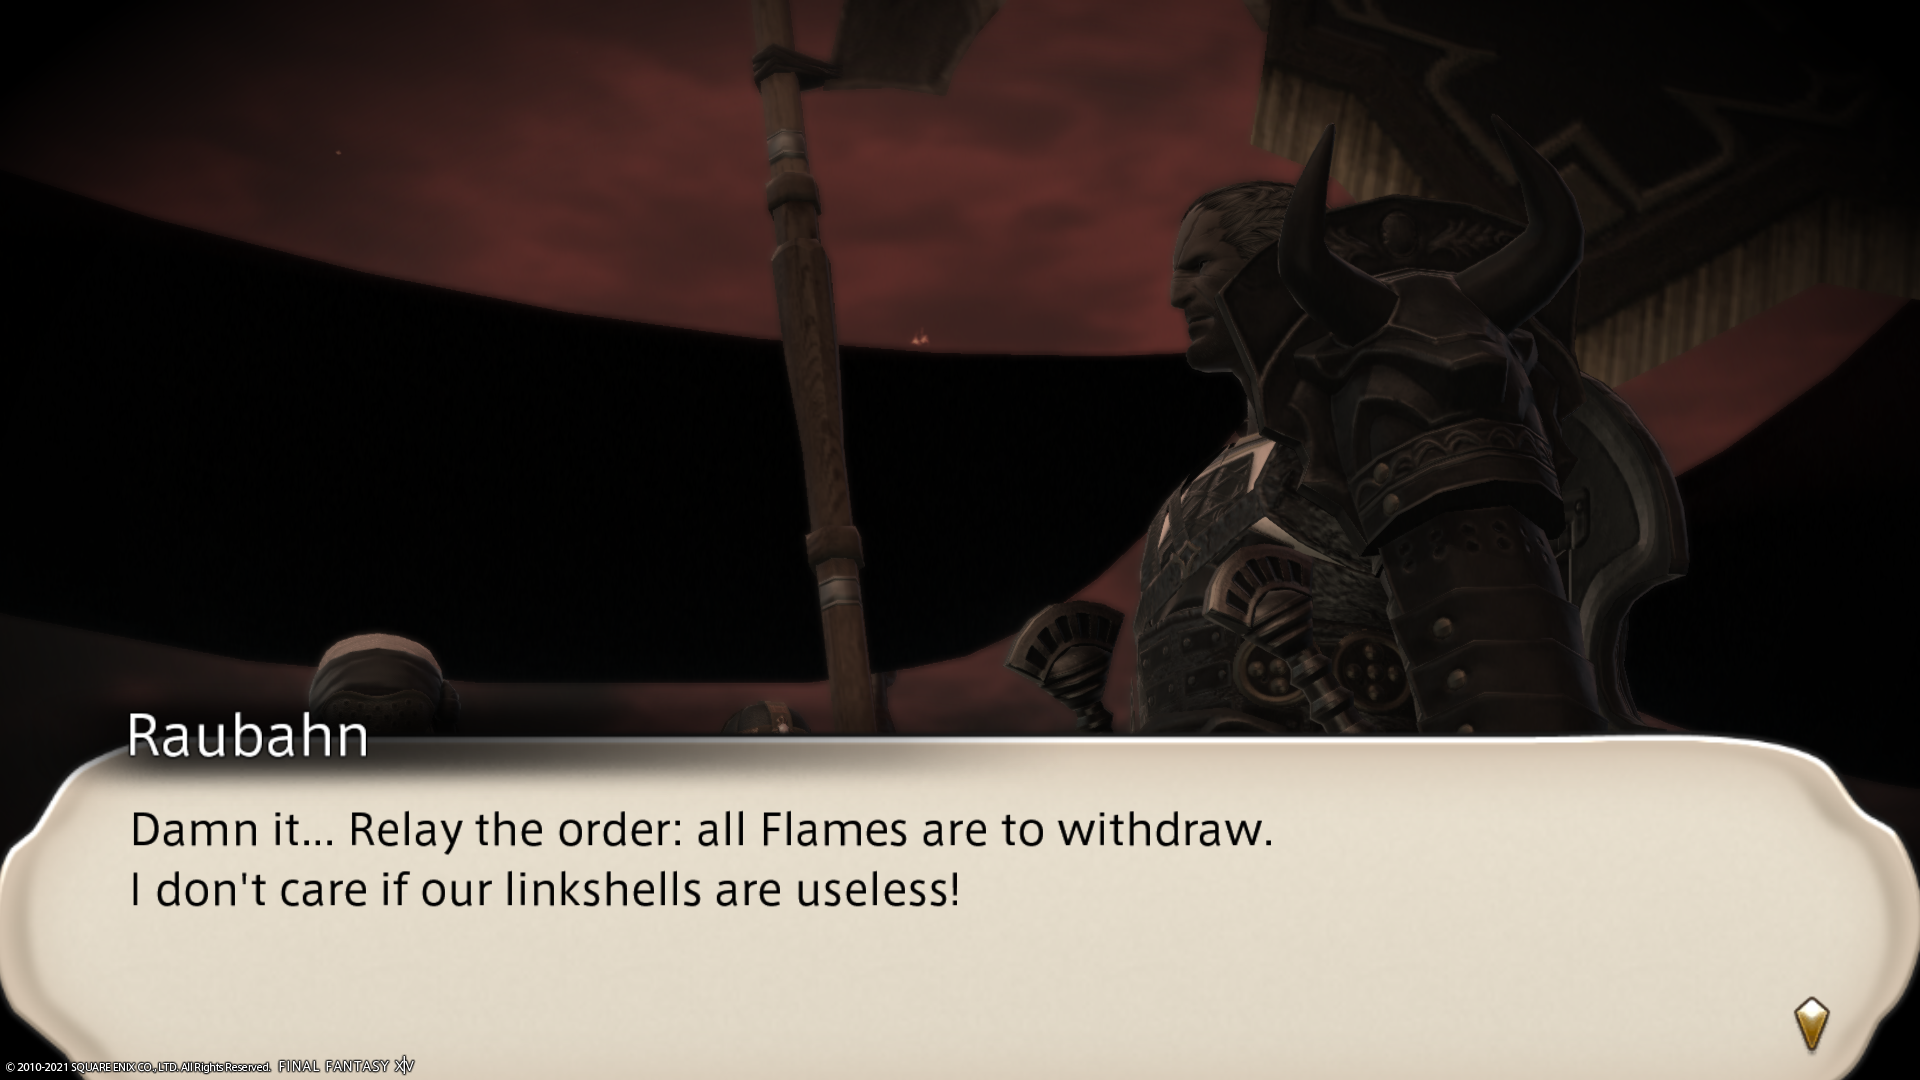 Raubahn
Damn it... Relay the order: all Flames are to withdraw.
I don't care if our linkshells are useless!
© 2010-2021 SQUARE ENIX CO., LTD. All Rights Reserved. FINAL FANTASY XIV